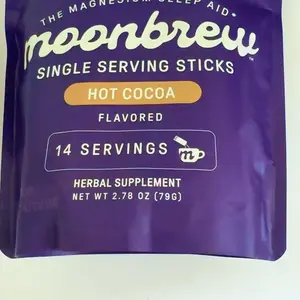 THE MAGNESIUM SLEEP AID
moonbrew™
SINGLE SERVING STICKS
HOT COCOA
FLAVORED
14 SERVINGS m
HERBAL SUPPLEMENT
NET WT 2.78 OZ (79G)